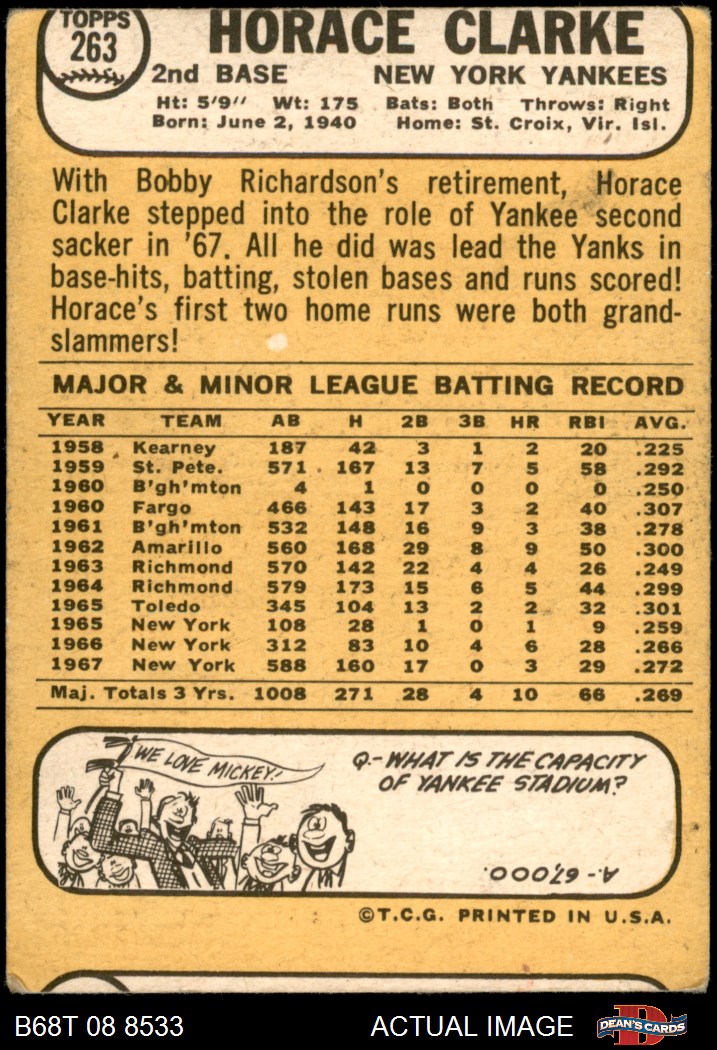 TOPPS
263
HORACE CLARKE
2nd BASE NEW YORK YANKEES
Ht: 5'9" Wt: 175 Bats: Both Throws: Right
Born: June 2, 1940 Home: St. Croix, Vir. Isl.
With Bobby Richardson's retirement, Horace
Clarke stepped into the role of Yankee second
sacker in '67. All he did was lead the Yanks in
base-hits, batting, stolen bases and runs scored!
Horace's first two home runs were both grand-
slammers!
MAJOR & MINOR LEAGUE BATTING RECORD
YEAR TEAM AB H 2B 3B HR RBI AVG.
1958 Kearney 187 42 3 1 2 20 .225
1959 St. Pete. 571 167 13 7 5 58 .292
1960 B'gh'mton 4 1 0 0 0 0 .250
1960 Fargo 466 143 17 3 2 40 .307
1961 B'gh'mton 532 148 16 9 3 38 .278
1962 Amarillo 560 168 29 8 9 50 .300
1963 Richmond 570 142 22 4 4 26 .249
1964 Richmond 579 173 15 6 5 44 .299
1965 Toledo 345 104 13 2 2 32 .301
1965 New York 108 28 1 0 1 9 .259
1966 New York 312 83 10 4 6 28 .266
1967 New York 588 160 17 0 3 29 .272
Maj. Totals 3 Yrs. 1008 271 28 4 10 66 .269
WE LOVE MICKEY!
Q.- WHAT IS THE CAPACITY
OF YANKEE STADIUM?
A.- 67,000.
©T.C.G. PRINTED IN U.S.A.
B68T 08 8533 ACTUAL IMAGE
D
DEAN'S CARDS